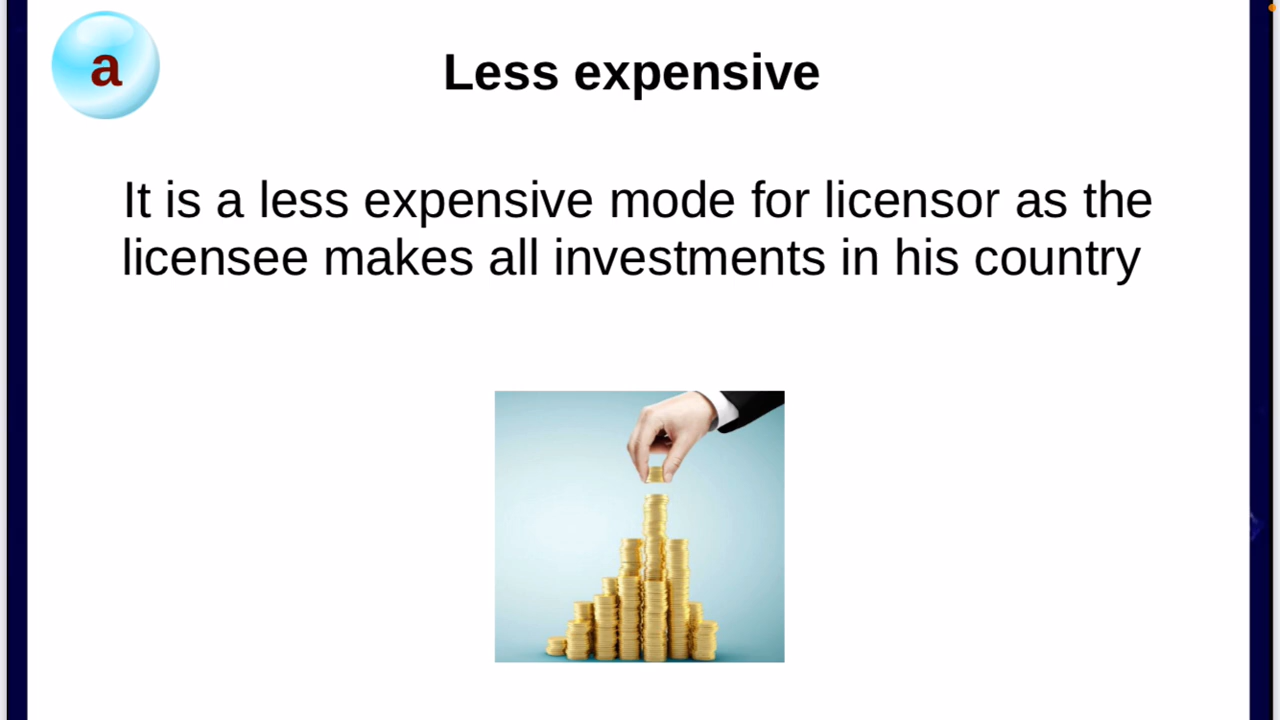 a
Less expensive
It is a less expensive mode for licensor as the
licensee makes all investments in his country